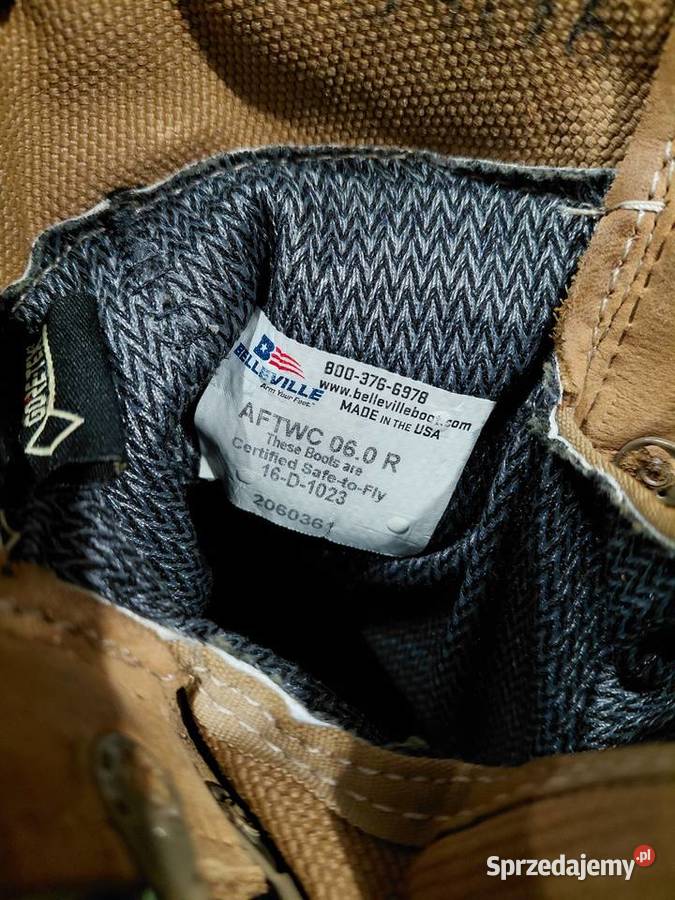 GORE-TEX
B
BELLEVILLE
Arm Your Feet.™
800-376-6978
www.bellevilleboot.com
MADE IN THE USA
AFTWC 06.0 R
These Boots are
Certified Safe-to-Fly
16-D-1023
2060361
Sprzedajemy.pl